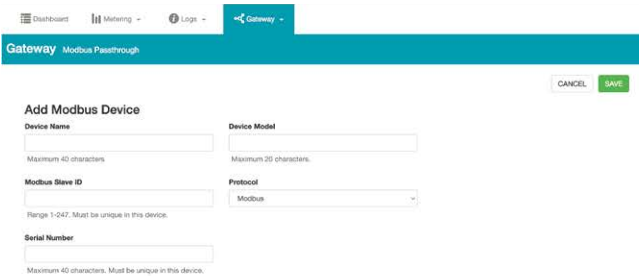 Dashboard Metering Logs Gateway
Gateway Modbus Passthrough
CANCEL SAVE
Add Modbus Device
Device Name Device Model
Maximum 40 characters Maximum 20 characters.
Modbus Slave ID Protocol
Modbus
Range 1-247. Must be unique in this device.
Serial Number
Maximum 40 characters. Must be unique in this device.